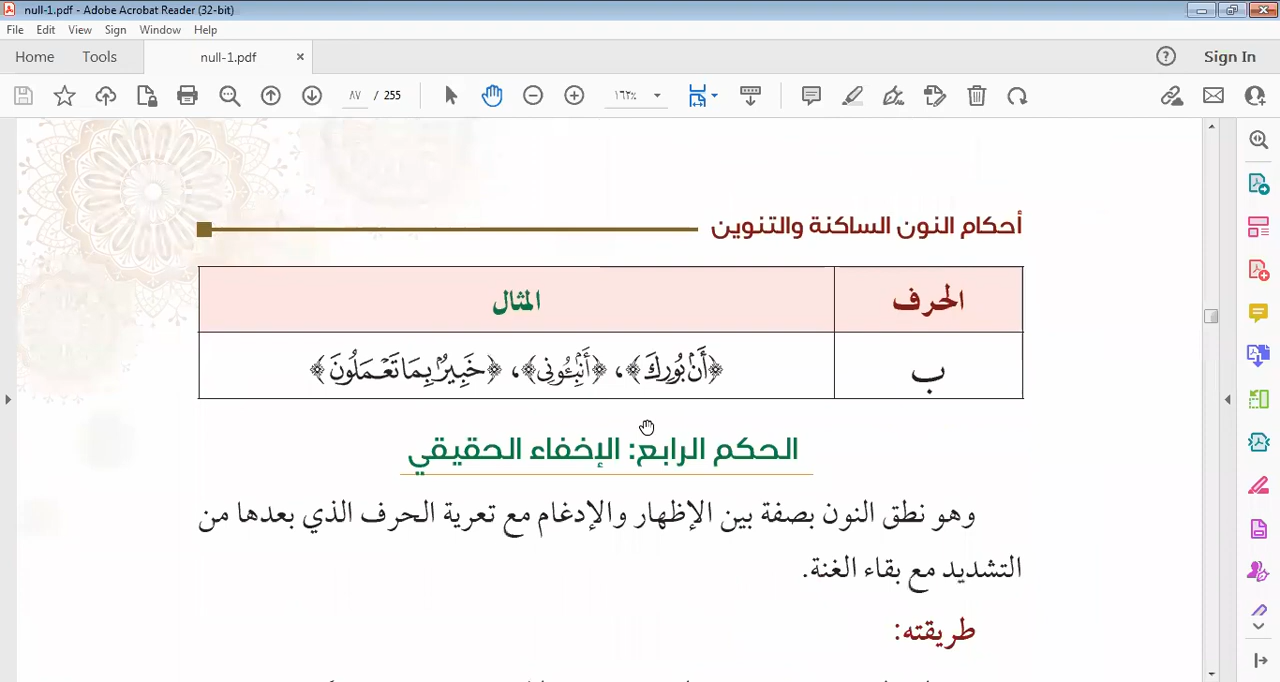 null-1.pdf - Adobe Acrobat Reader (32-bit)
File Edit View Sign Window Help
Home Tools null-1.pdf × Sign In
٨٧ / 255 ١٦٢٪
أحكام النون الساكنة والتنوين
الحرف المثال
ب ﴿أَنۢ بُورِكَ﴾، ﴿أَنۢبِـُٔونِى﴾، ﴿خَبِيرٌۢ بِمَا تَعۡمَلُونَ﴾
الحكم الرابع: الإخفاء الحقيقي
وهو نطق النون بصفة بين الإظهار والإدغام مع تعرية الحرف الذي بعدها من
التشديد مع بقاء الغنة.
طريقته: